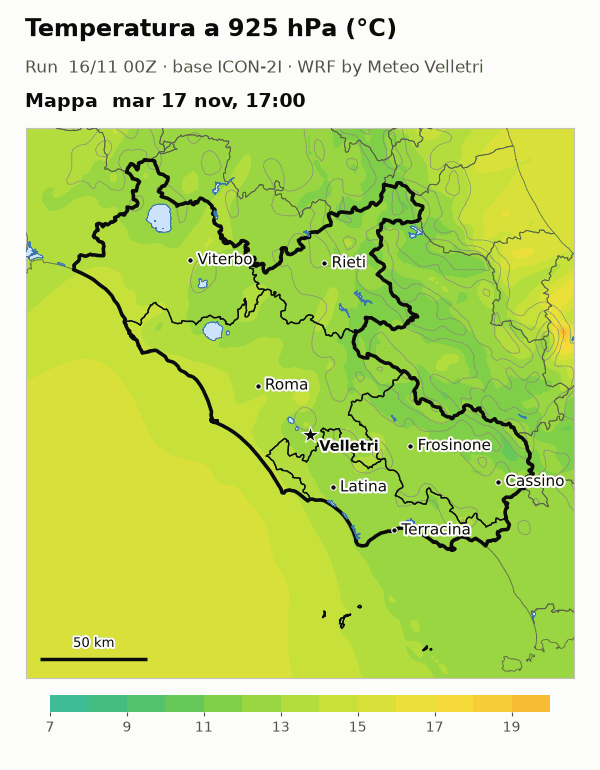 Temperatura a 925 hPa (°C)
Run  16/11 00Z · base ICON-2I · WRF by Meteo Velletri
Mappa  mar 17 nov, 17:00
Viterbo
Rieti
Roma
Velletri
Frosinone
Latina
Cassino
Terracina
50 km
7 9 11 13 15 17 19